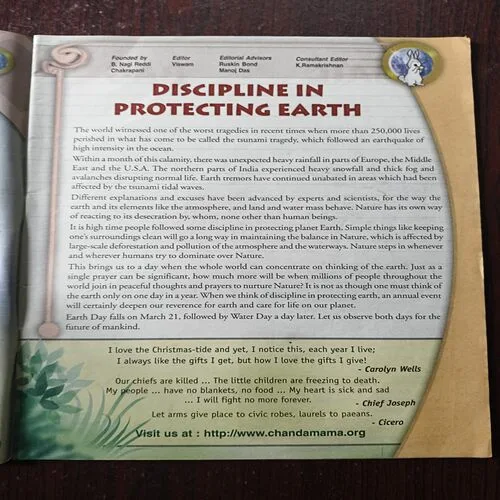 Founded by
B. Nagi Reddi
Chakrapani
Editor
Viswam
Editorial Advisors
Ruskin Bond
Manoj Das
Consultant Editor
K.Ramakrishnan
DISCIPLINE IN
PROTECTING EARTH
The world witnessed one of the worst tragedies in recent times when more than 250,000 lives
perished in what has come to be called the tsunami tragedy, which followed an earthquake of
high intensity in the ocean.
Within a month of this calamity, there was unexpected heavy rainfall in parts of Europe, the Middle
East and the U.S.A. The northern parts of India experienced heavy snowfall and thick fog and
avalanches disrupting normal life. Earth tremors have continued unabated in areas which had been
affected by the tsunami tidal waves.
Different explanations and excuses have been advanced by experts and scientists, for the way the
earth and its elements like the atmosphere, and land and water mass behave. Nature has its own way
of reacting to its desecration by, whom, none other than human beings.
It is high time people followed some discipline in protecting planet Earth. Simple things like keeping
one's surroundings clean will go a long way in maintaining the balance in Nature, which is affected by
large-scale deforestation and pollution of the atmosphere and the waterways. Nature steps in whenever
and wherever humans try to dominate over Nature.
This brings us to a day when the whole world can concentrate on thinking of the earth. Just as a
single prayer can be significant, how much more will be when millions of people throughout the
world join in peaceful thoughts and prayers to nurture Nature! It is not as though one must think of
the earth only on one day in a year. When we think of discipline in protecting earth, an annual event
will certainly deepen our reverence for earth and care for life on our planet.
Earth Day falls on March 21, followed by Water Day a day later. Let us observe both days for the
future of mankind.
I love the Christmas-tide and yet, I notice this, each year I live;
I always like the gifts I get, but how I love the gifts I give!
- Carolyn Wells
Our chiefs are killed ... The little children are freezing to death.
My people ... have no blankets, no food ... My heart is sick and sad
... I will fight no more forever.
- Chief Joseph
Let arms give place to civic robes, laurels to paeans.
- Cicero
Visit us at : http://www.chandamama.org